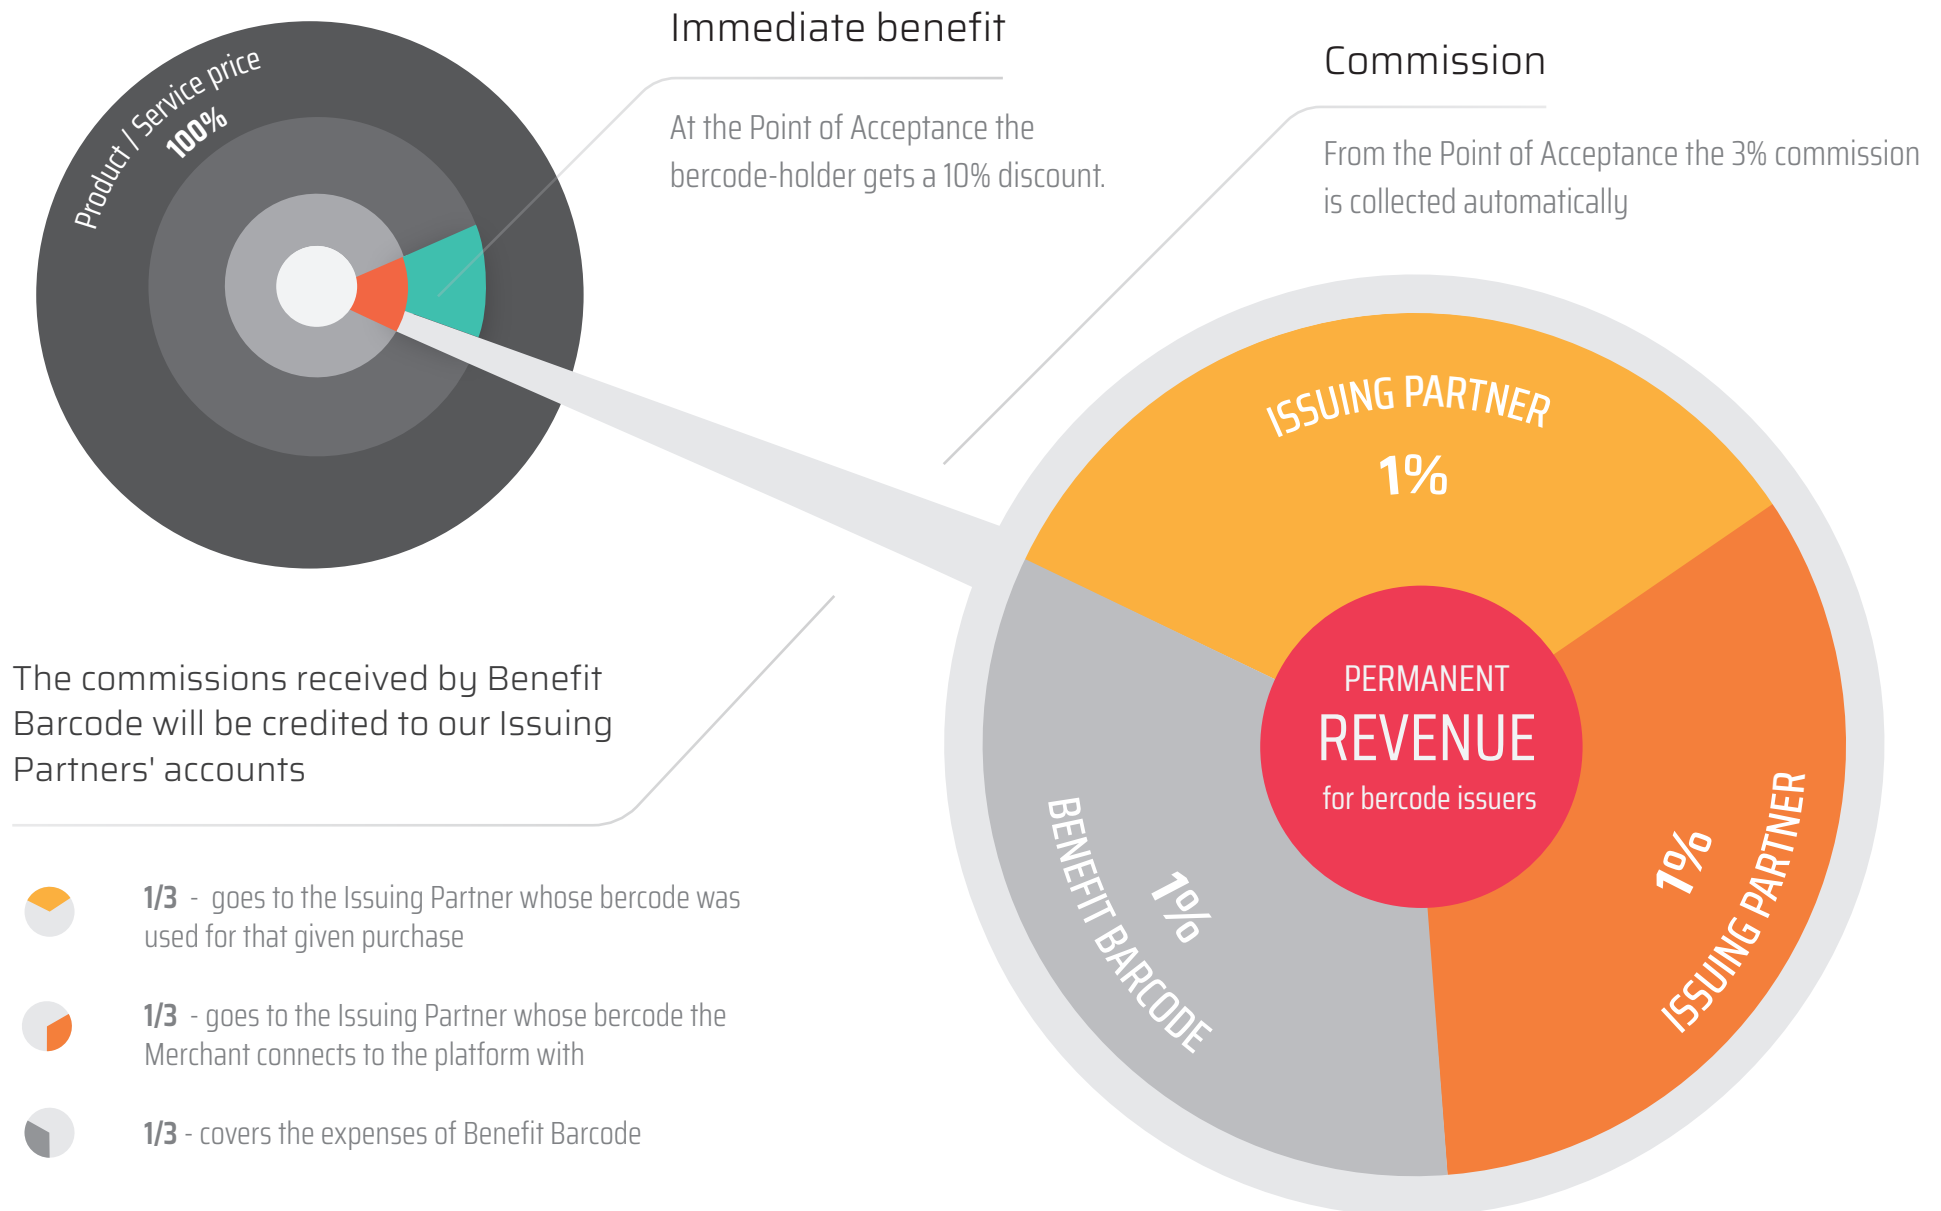 Product / Service price
100%
Immediate benefit
At the Point of Acceptance the
bercode-holder gets a 10% discount.
Commission
From the Point of Acceptance the 3% commission
is collected automatically
ISSUING PARTNER
1%
PERMANENT
REVENUE
for bercode issuers
1%
ISSUING PARTNER
BENEFIT BARCODE
1%
The commissions received by Benefit
Barcode will be credited to our Issuing
Partners' accounts
1/3 - goes to the Issuing Partner whose bercode was
used for that given purchase
1/3 - goes to the Issuing Partner whose bercode the
Merchant connects to the platform with
1/3 - covers the expenses of Benefit Barcode